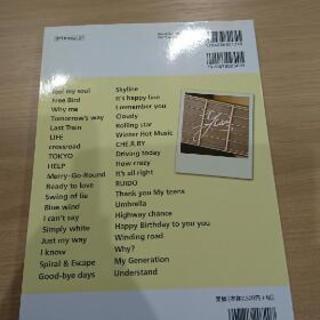 feel my soul
Free Bird
Why me
Tomorrow's way
Last Train
LIFE
crossroad
TOKYO
HELP
Merry-Go-Round
Ready to love
Swing of lie
Blue wind
I can't say
Simply white
Just my way
I know
Spiral & Escape
Good-bye days
Skyline
It's happy line
I remember you
Cloudy
Rolling star
Winter Hot Music
CHE.R.RY
Driving today
How crazy
It's all right
RUIDO
Thank you My teens
Umbrella
Highway chance
Happy Birthday to you you
Winding road
Why?
My Generation
Understand